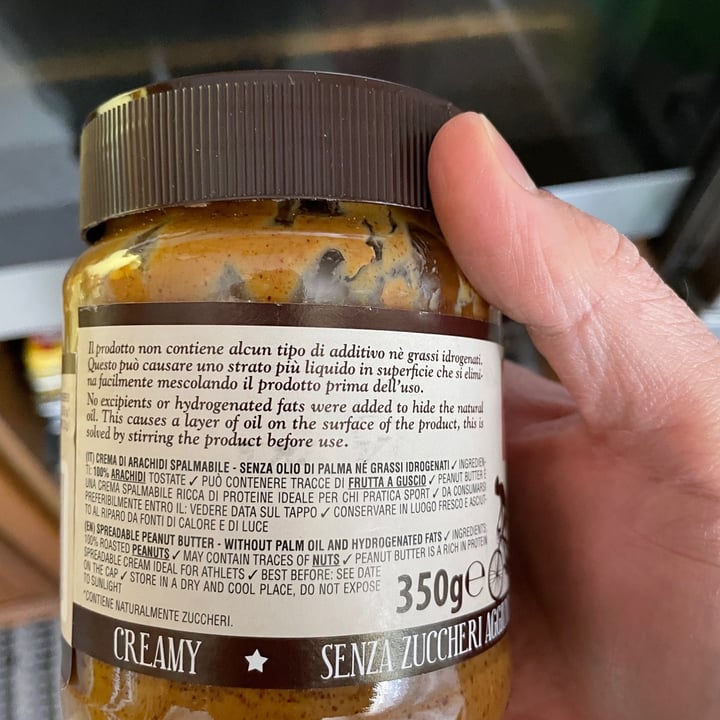 Il prodotto non contiene alcun tipo di additivo nè grassi idrogenati.
Questo può causare uno strato più liquido in superficie che si elimi-
na facilmente mescolando il prodotto prima dell'uso.
No excipients or hydrogenated fats were added to hide the natural
oil. This causes a layer of oil on the surface of the product, this is
solved by stirring the product before use.
(IT) CREMA DI ARACHIDI SPALMABILE - SENZA OLIO DI PALMA NÉ GRASSI IDROGENATI ✓ INGREDIEN-
TI: 100% ARACHIDI TOSTATE ✓ PUÒ CONTENERE TRACCE DI FRUTTA A GUSCIO ✓ PEANUT BUTTER È
UNA CREMA SPALMABILE RICCA DI PROTEINE IDEALE PER CHI PRATICA SPORT ✓ DA CONSUMARSI
PREFERIBILMENTE ENTRO IL: VEDERE DATA SUL TAPPO ✓ CONSERVARE IN LUOGO FRESCO E ASCIUT-
TO AL RIPARO DA FONTI DI CALORE E DI LUCE
(EN) SPREADABLE PEANUT BUTTER - WITHOUT PALM OIL AND HYDROGENATED FATS ✓ INGREDIENTS:
100% ROASTED PEANUTS ✓ MAY CONTAIN TRACES OF NUTS ✓ PEANUT BUTTER IS A RICH IN PROTEIN
SPREADABLE CREAM IDEAL FOR ATHLETES ✓ BEST BEFORE: SEE DATE
ON THE CAP ✓ STORE IN A DRY AND COOL PLACE, DO NOT EXPOSE
TO SUNLIGHT
*CONTIENE NATURALMENTE ZUCCHERI.
350g℮
CREAMY ★ SENZA ZUCCHERI